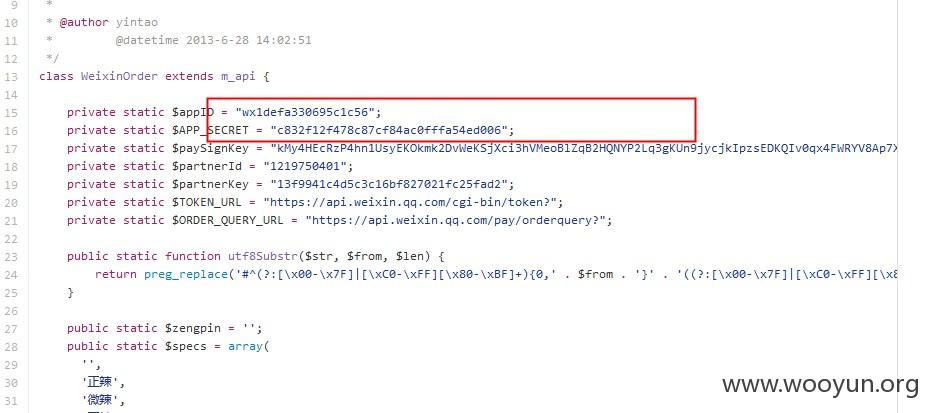 9 *
10 * @author yintao
11 * @datetime 2013-6-28 14:02:51
12 */
13 class WeixinOrder extends m_api {
14
15 private static $appID = "wx1defa330695c1c56";
16 private static $APP_SECRET = "c832f12f478c87cf84ac0fffa54ed006";
17 private static $paySignKey = "kMy4HEcRzP4hn1UsyEKOkmk2DvWeKSjXci3hVMeoBlZqB2HQNYP2Lq3gKUn9jycjkIpzsEDKQIv0qx4FWRYV8Ap7X
18 private static $partnerId = "1219750401";
19 private static $partnerKey = "13f9941c4d5c3c16bf827021fc25fad2";
20 private static $TOKEN_URL = "https://api.weixin.qq.com/cgi-bin/token?";
21 private static $ORDER_QUERY_URL = "https://api.weixin.qq.com/pay/orderquery?";
22
23 public static function utf8Substr($str, $from, $len) {
24 return preg_replace('#^(?:[\x00-\x7F]|[\xC0-\xFF][\x80-\xBF]+){0,' . $from . '}' . '((?:[\x00-\x7F]|[\xC0-\xFF][\x8
25 }
26
27 public static $zengpin = '';
28 public static $specs = array(
29 '',
30 '正辣',
31 '微辣',
www.wooyun.org